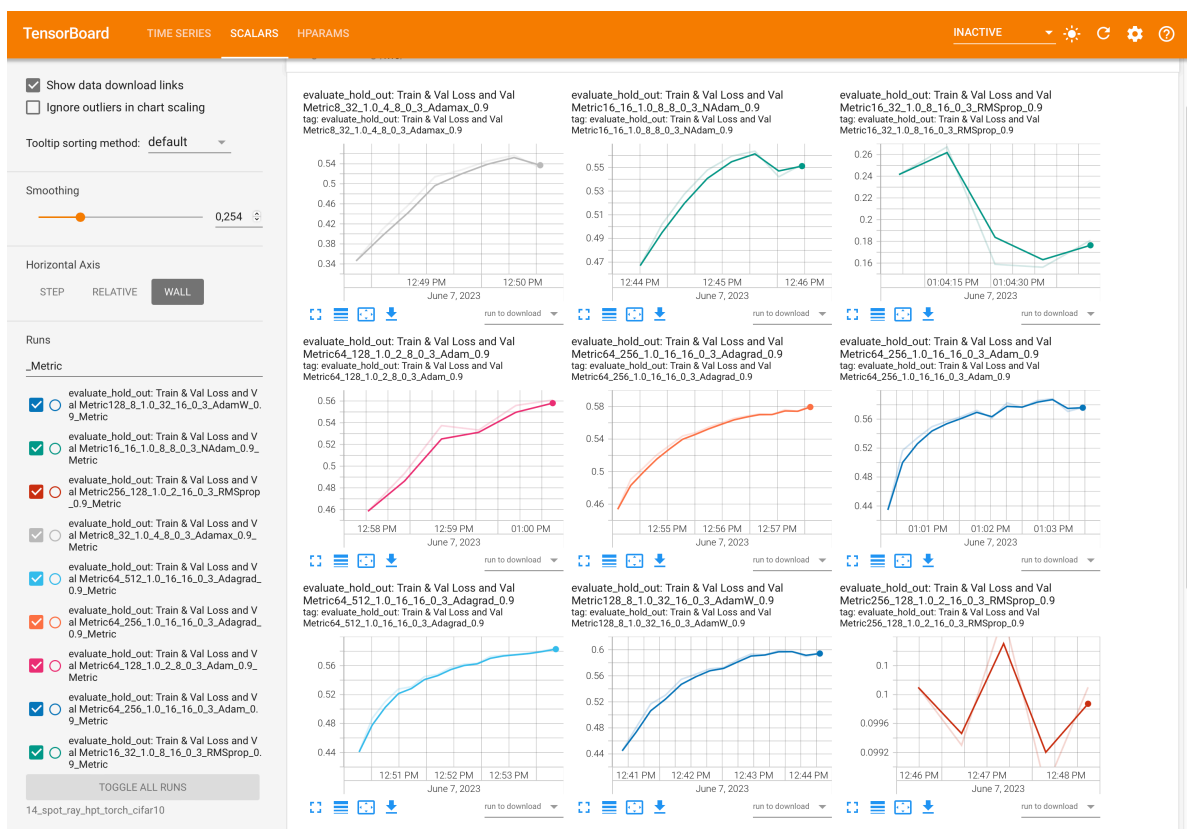 TensorBoard
TIME SERIES
SCALARS
HPARAMS
INACTIVE
Show data download links
Ignore outliers in chart scaling
Tooltip sorting method: default
Smoothing
0,254
Horizontal Axis
STEP
RELATIVE
WALL
Runs
_Metric
evaluate_hold_out: Train & Val Loss and V
al Metric128_8_1.0_32_16_0_3_AdamW_0.
9_Metric
evaluate_hold_out: Train & Val Loss and V
al Metric16_16_1.0_8_8_0_3_NAdam_0.9_
Metric
evaluate_hold_out: Train & Val Loss and V
al Metric256_128_1.0_2_16_0_3_RMSprop
_0.9_Metric
evaluate_hold_out: Train & Val Loss and V
al Metric8_32_1.0_4_8_0_3_Adamax_0.9_
Metric
evaluate_hold_out: Train & Val Loss and V
al Metric64_512_1.0_16_16_0_3_Adagrad_
0.9_Metric
evaluate_hold_out: Train & Val Loss and V
al Metric64_256_1.0_16_16_0_3_Adagrad_
0.9_Metric
evaluate_hold_out: Train & Val Loss and V
al Metric64_128_1.0_2_8_0_3_Adam_0.9_
Metric
evaluate_hold_out: Train & Val Loss and V
al Metric64_256_1.0_16_16_0_3_Adam_0.
9_Metric
evaluate_hold_out: Train & Val Loss and V
al Metric16_32_1.0_8_16_0_3_RMSprop_0.
9_Metric
TOGGLE ALL RUNS
14_spot_ray_hpt_torch_cifar10
evaluate_hold_out: Train & Val Loss and Val
Metric8_32_1.0_4_8_0_3_Adamax_0.9
tag: evaluate_hold_out: Train & Val Loss and Val
Metric8_32_1.0_4_8_0_3_Adamax_0.9
0.54
0.5
0.46
0.42
0.38
0.34
12:49 PM
12:50 PM
June 7, 2023
run to download
evaluate_hold_out: Train & Val Loss and Val
Metric16_16_1.0_8_8_0_3_NAdam_0.9
tag: evaluate_hold_out: Train & Val Loss and Val
Metric16_16_1.0_8_8_0_3_NAdam_0.9
0.55
0.53
0.51
0.49
0.47
12:44 PM
12:45 PM
12:46 PM
June 7, 2023
run to download
evaluate_hold_out: Train & Val Loss and Val
Metric16_32_1.0_8_16_0_3_RMSprop_0.9
tag: evaluate_hold_out: Train & Val Loss and Val
Metric16_32_1.0_8_16_0_3_RMSprop_0.9
0.26
0.24
0.22
0.2
0.18
0.16
01:04:15 PM
01:04:30 PM
June 7, 2023
run to download
evaluate_hold_out: Train & Val Loss and Val
Metric64_128_1.0_2_8_0_3_Adam_0.9
tag: evaluate_hold_out: Train & Val Loss and Val
Metric64_128_1.0_2_8_0_3_Adam_0.9
0.56
0.54
0.52
0.5
0.48
0.46
12:58 PM
12:59 PM
01:00 PM
June 7, 2023
run to download
evaluate_hold_out: Train & Val Loss and Val
Metric64_256_1.0_16_16_0_3_Adagrad_0.9
tag: evaluate_hold_out: Train & Val Loss and Val
Metric64_256_1.0_16_16_0_3_Adagrad_0.9
0.58
0.54
0.5
0.46
12:55 PM
12:56 PM
12:57 PM
June 7, 2023
run to download
evaluate_hold_out: Train & Val Loss and Val
Metric64_256_1.0_16_16_0_3_Adam_0.9
tag: evaluate_hold_out: Train & Val Loss and Val
Metric64_256_1.0_16_16_0_3_Adam_0.9
0.56
0.52
0.48
0.44
01:01 PM
01:02 PM
01:03 PM
June 7, 2023
run to download
evaluate_hold_out: Train & Val Loss and Val
Metric64_512_1.0_16_16_0_3_Adagrad_0.9
tag: evaluate_hold_out: Train & Val Loss and Val
Metric64_512_1.0_16_16_0_3_Adagrad_0.9
0.56
0.52
0.48
0.44
12:51 PM
12:52 PM
12:53 PM
June 7, 2023
run to download
evaluate_hold_out: Train & Val Loss and Val
Metric128_8_1.0_32_16_0_3_AdamW_0.9
tag: evaluate_hold_out: Train & Val Loss and Val
Metric128_8_1.0_32_16_0_3_AdamW_0.9
0.6
0.56
0.52
0.48
0.44
12:41 PM
12:42 PM
12:43 PM
12:44 PM
June 7, 2023
run to download
evaluate_hold_out: Train & Val Loss and Val
Metric256_128_1.0_2_16_0_3_RMSprop_0.9
tag: evaluate_hold_out: Train & Val Loss and Val
Metric256_128_1.0_2_16_0_3_RMSprop_0.9
0.1
0.1
0.0996
0.0992
12:46 PM
12:47 PM
12:48 PM
June 7, 2023
run to download